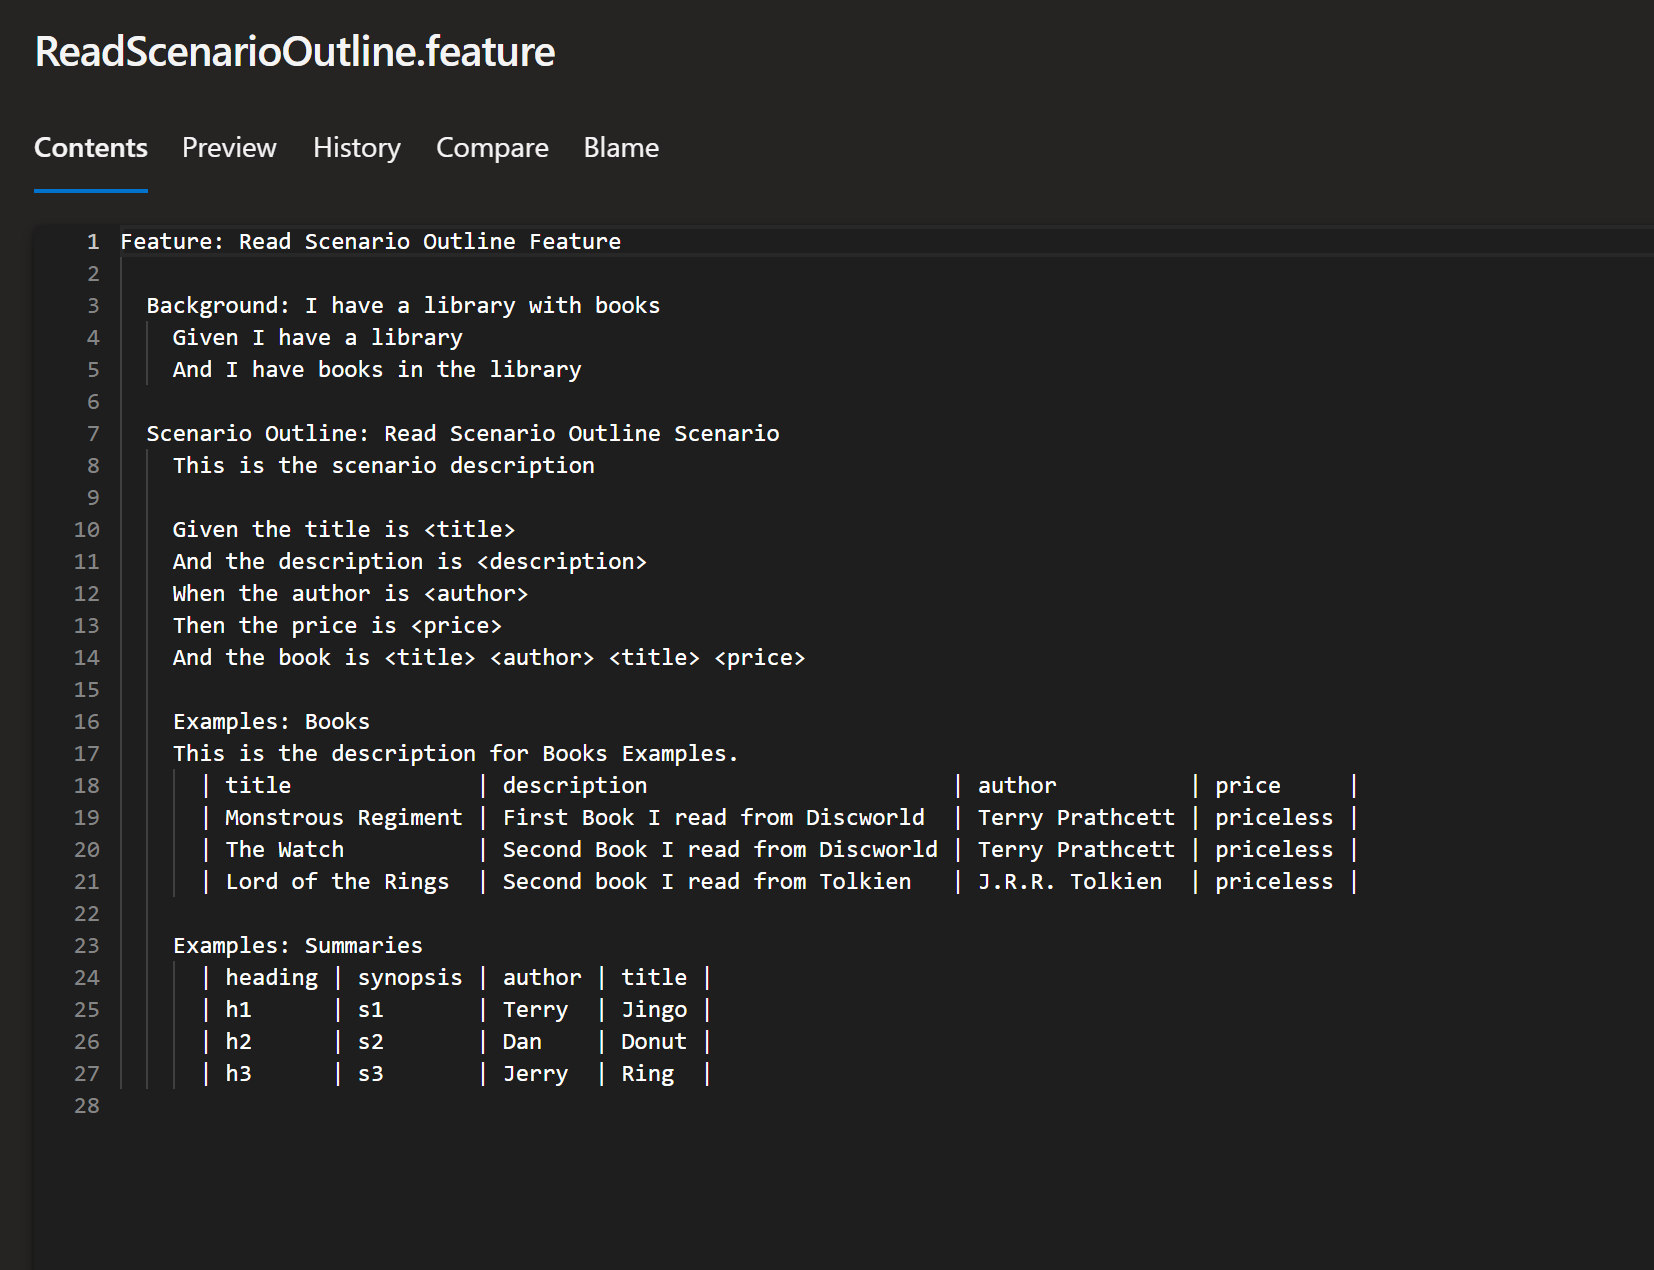 ReadScenarioOutline.feature
Contents Preview History Compare Blame
1 Feature: Read Scenario Outline Feature
2
3 Background: I have a library with books
4 Given I have a library
5 And I have books in the library
6
7 Scenario Outline: Read Scenario Outline Scenario
8 This is the scenario description
9
10 Given the title is <title>
11 And the description is <description>
12 When the author is <author>
13 Then the price is <price>
14 And the book is <title> <author> <title> <price>
15
16 Examples: Books
17 This is the description for Books Examples.
18 | title | description | author | price |
19 | Monstrous Regiment | First Book I read from Discworld | Terry Prathcett | priceless |
20 | The Watch | Second Book I read from Discworld | Terry Prathcett | priceless |
21 | Lord of the Rings | Second book I read from Tolkien | J.R.R. Tolkien | priceless |
22
23 Examples: Summaries
24 | heading | synopsis | author | title |
25 | h1 | s1 | Terry | Jingo |
26 | h2 | s2 | Dan | Donut |
27 | h3 | s3 | Jerry | Ring |
28